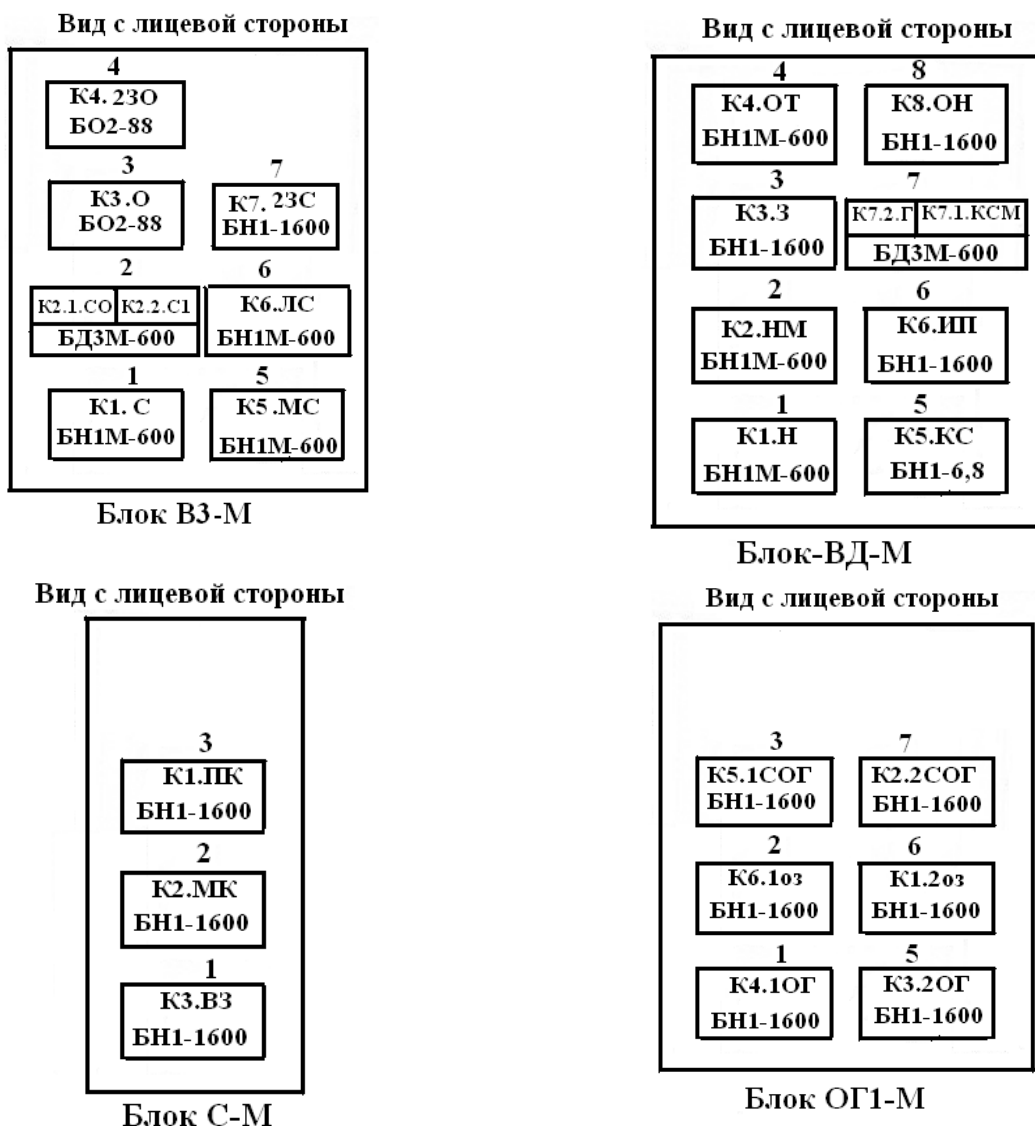 Вид с лицевой стороны
4
К4. 2ЗО
БО2-88
3
К3.О
БО2-88
7
К7. 2ЗС
БН1-1600
2
К2.1.СО К2.2.С1
БД3М-600
6
К6.ЛС
БН1М-600
1
К1. С
БН1М-600
5
К5.МС
БН1М-600
Блок В3-М
Вид с лицевой стороны
4
К4.ОТ
БН1М-600
8
К8.ОН
БН1-1600
3
К3.З
БН1-1600
7
К7.2.Г К7.1.КСМ
БД3М-600
2
К2.НМ
БН1М-600
6
К6.ИП
БН1-1600
1
К1.Н
БН1М-600
5
К5.КС
БН1-6,8
Блок-ВД-М
Вид с лицевой стороны
3
К1.ПК
БН1-1600
2
К2.МК
БН1-1600
1
К3.ВЗ
БН1-1600
Блок С-М
Вид с лицевой стороны
3
К5.1СОГ
БН1-1600
7
К2.2СОГ
БН1-1600
2
К6.1оз
БН1-1600
6
К1.2оз
БН1-1600
1
К4.1ОГ
БН1-1600
5
К3.2ОГ
БН1-1600
Блок ОГ1-М